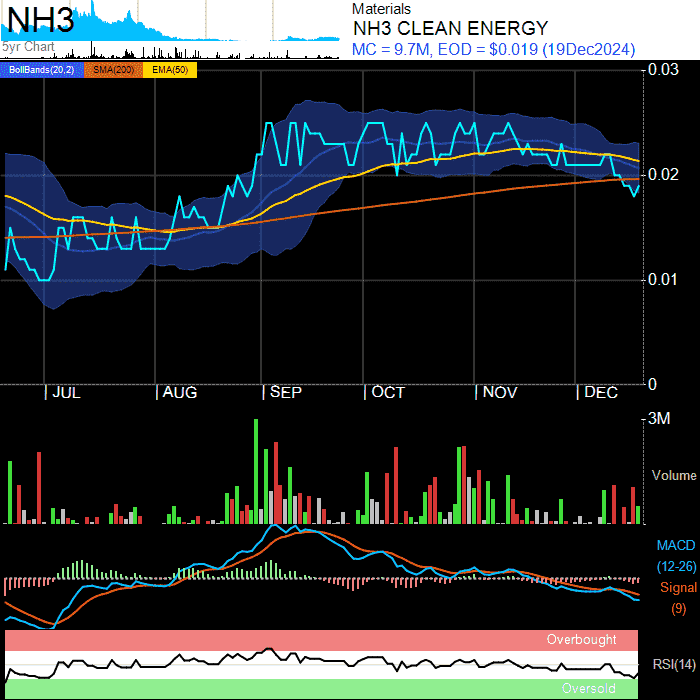 NH3
5yr Chart
Materials
NH3 CLEAN ENERGY
MC = 9.7M, EOD = $0.019 (19Dec2024)
BollBands(20,2) SMA(200) EMA(50)
0.03
0.02
0.01
0
JUL AUG SEP OCT NOV DEC
3M
Volume
MACD
(12-26)
Signal
(9)
Overbought
RSI(14)
Oversold